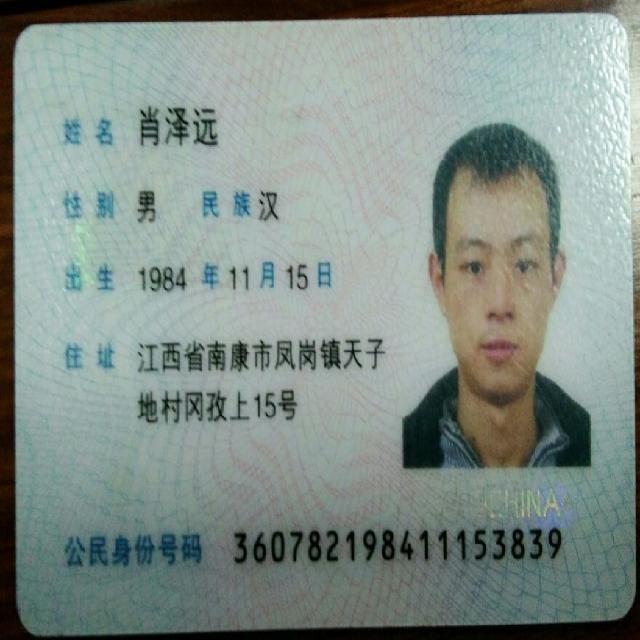 姓名 肖泽远
性别 男 民族 汉
出生 1984 年 11 月 15 日
住址 江西省南康市凤岗镇天子
地村冈孜上15号
CHINA
公民身份号码 360782198411153839